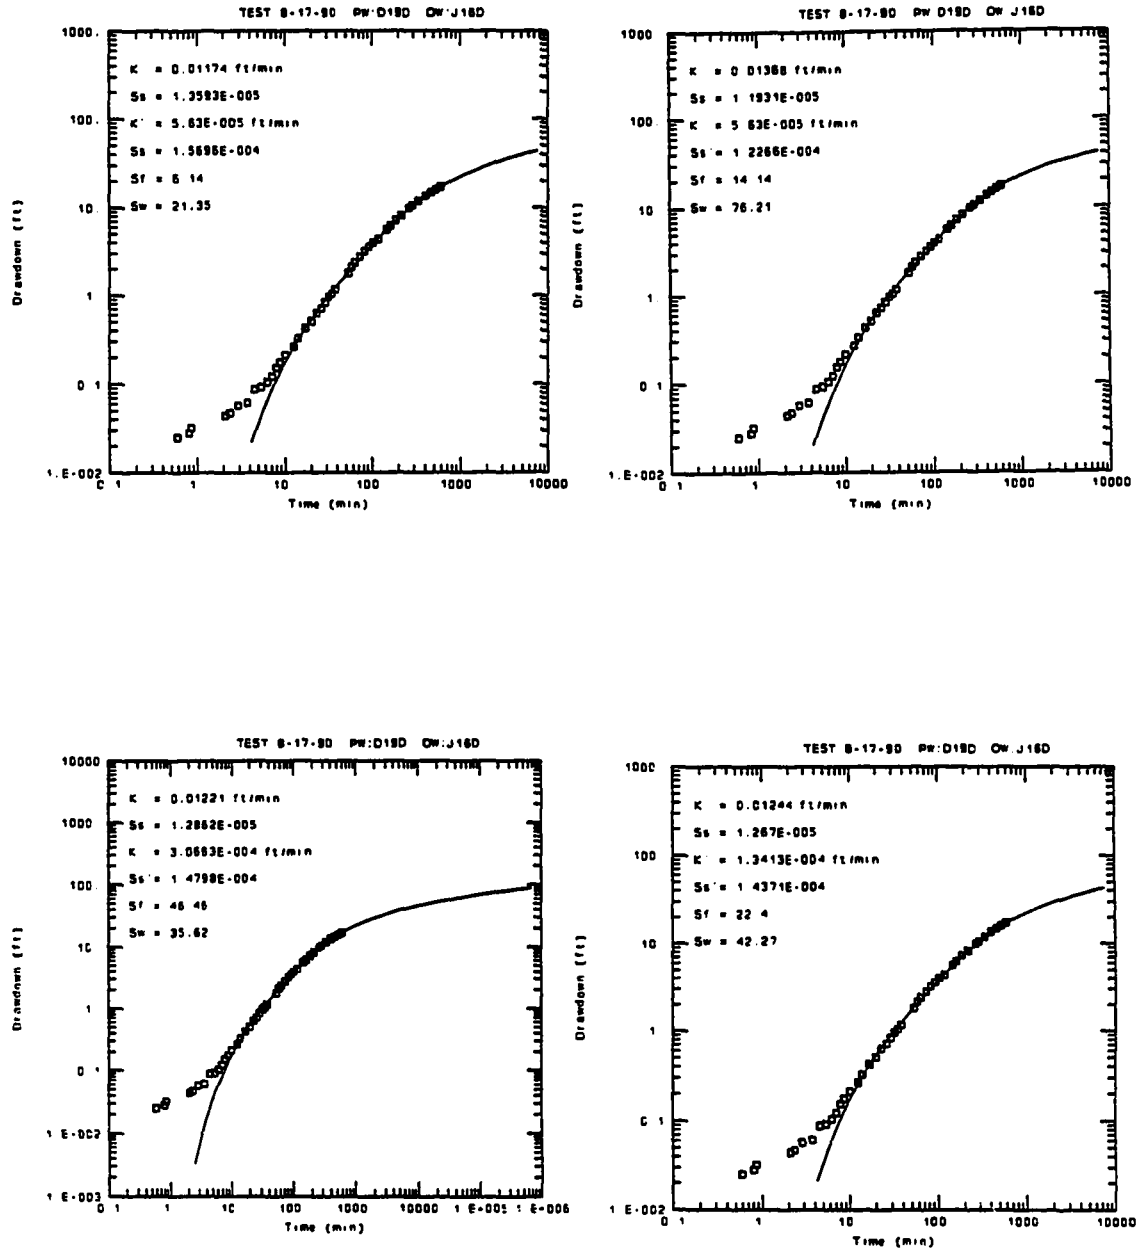 TEST 8-17-90 PW:D19D OW:J16D
1000.
100.
10.
1.
0.1
1.E-002
K = 0.01174 ft/min
Ss = 1.3593E-005
K' = 5.63E-005 ft/min
Ss' = 1.5696E-004
Sf = 6.14
Sw = 21.35
Drawdown (ft)
0.1 1 10 100 1000 10000
Time (min)
TEST 8-17-90 PW D19D OW J16D
1000
100.
10.
1.
0.1
1.E-002
K = 0.01368 ft/min
Ss = 1.1931E-005
K' = 5.63E-005 ft/min
Ss' = 1.2266E-004
Sf = 14.14
Sw = 76.21
Drawdown (ft)
0.1 1 10 100 1000 10000
Time (min)
TEST 8-17-90 PW:D19D OW:J16D
10000
1000
100.
10
1
0.1
1 E-002
1 E-003
K = 0.01221 ft/min
Ss = 1.2862E-005
K' = 3.0663E-004 ft/min
Ss' = 1.4798E-004
Sf = 46.46
Sw = 35.62
Drawdown (ft)
0.1 1 10 100 1000 10000 1 E+005 1 E+006
Time (min)
TEST 8-17-90 PW:D19D OW:J16D
1000
100
10
1
0.1
1 E-002
K = 0.01244 ft/min
Ss = 1.267E-005
K' = 1.3413E-004 ft/min
Ss' = 1.4371E-004
Sf = 22.4
Sw = 42.27
Drawdown (ft)
0.1 1 10 100 1000 10000
Time (min)